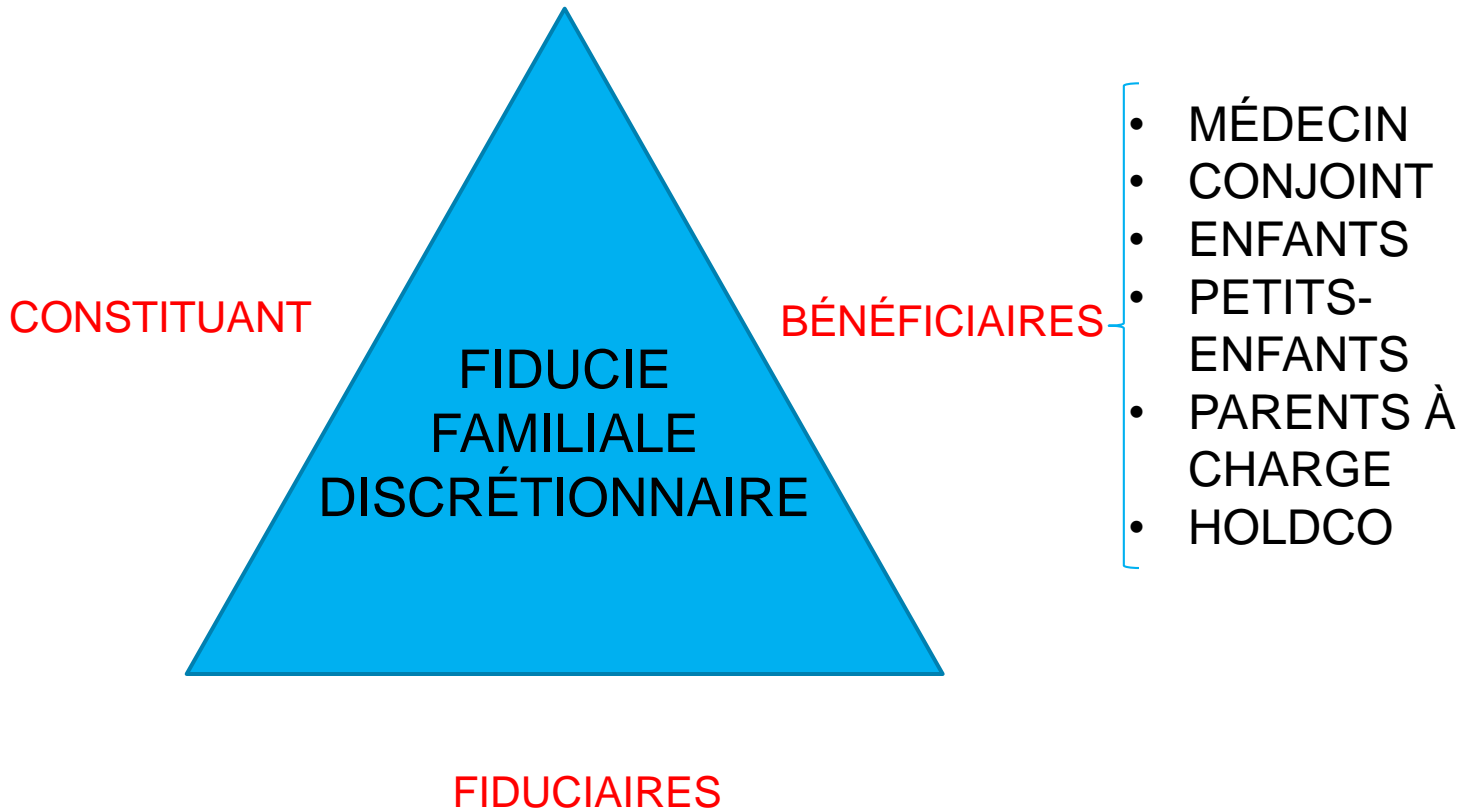 CONSTITUANT
FIDUCIE
FAMILIALE
DISCRÉTIONNAIRE
BÉNÉFICIAIRES
• MÉDECIN
• CONJOINT
• ENFANTS
• PETITS-
ENFANTS
• PARENTS À
CHARGE
• HOLDCO
FIDUCIAIRES